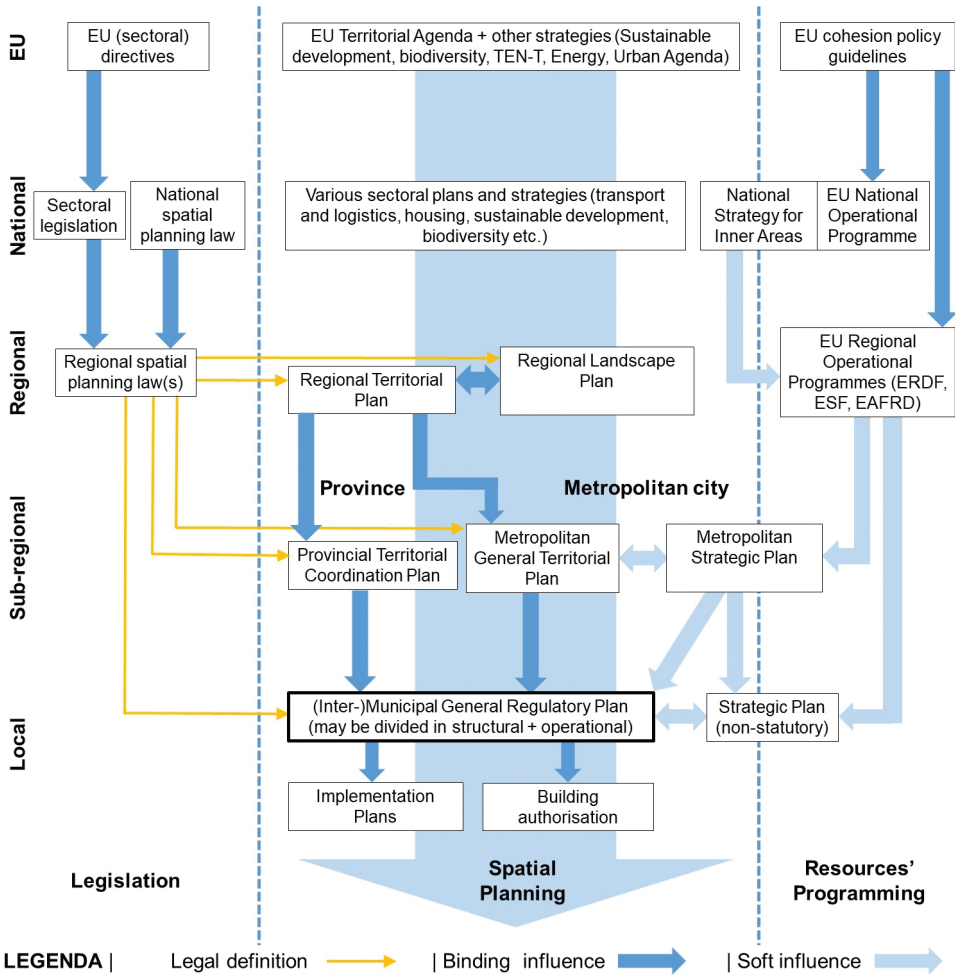 EU
EU (sectoral)
directives
EU Territorial Agenda + other strategies (Sustainable
development, biodiversity, TEN-T, Energy, Urban Agenda)
EU cohesion policy
guidelines
National
Sectoral
legislation
National
spatial
planning law
Various sectoral plans and strategies (transport
and logistics, housing, sustainable development,
biodiversity etc.)
National
Strategy for
Inner Areas
EU National
Operational
Programme
Regional
Regional spatial
planning law(s)
Regional Territorial
Plan
Regional Landscape
Plan
EU Regional
Operational
Programmes (ERDF,
ESF, EAFRD)
Province
Metropolitan city
Sub-regional
Provincial Territorial
Coordination Plan
Metropolitan
General Territorial
Plan
Metropolitan
Strategic Plan
Local
(Inter-)Municipal General Regulatory Plan
(may be divided in structural + operational)
Strategic Plan
(non-statutory)
Implementation
Plans
Building
authorisation
Legislation
Spatial
Planning
Resources’
Programming
LEGENDA | Legal definition | Binding influence | Soft influence